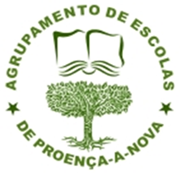 AGRUPAMENTO DE ESCOLAS
DE PROENÇA-A-NOVA